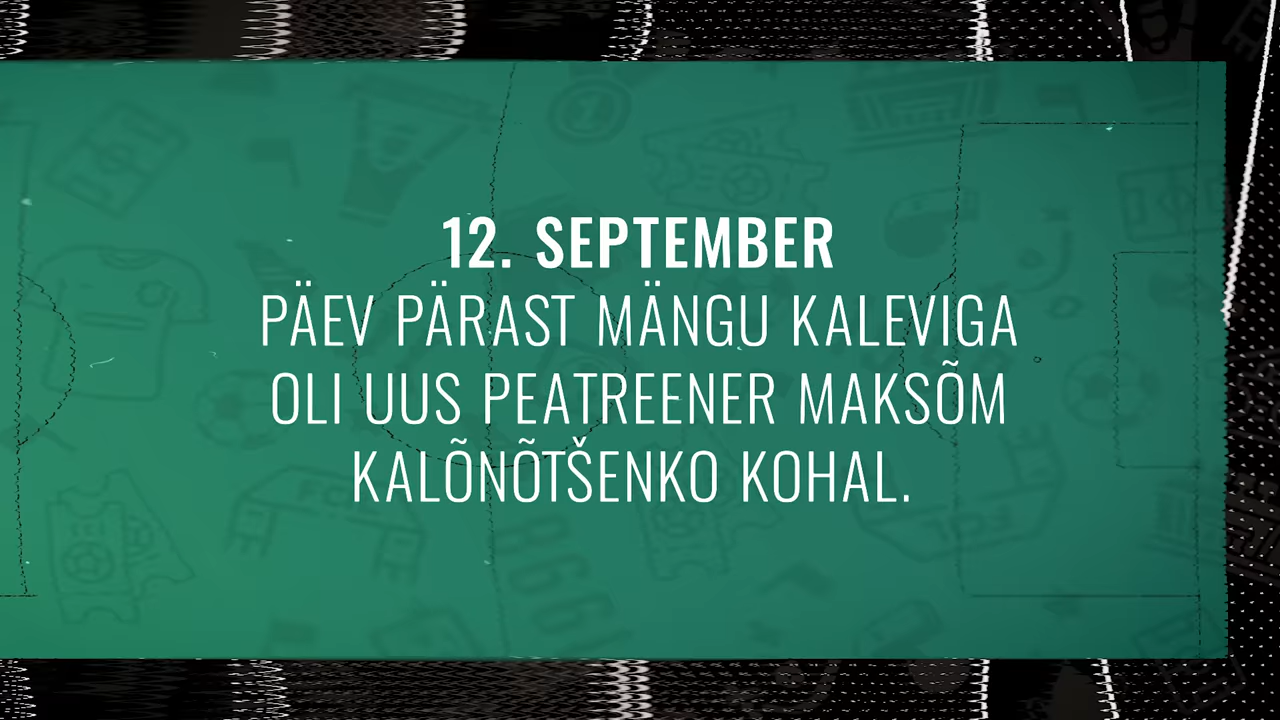 12. SEPTEMBER
PÄEV PÄRAST MÄNGU KALEVIGA
OLI UUS PEATREENER MAKSÕM
KALÕNÕTŠENKO KOHAL.